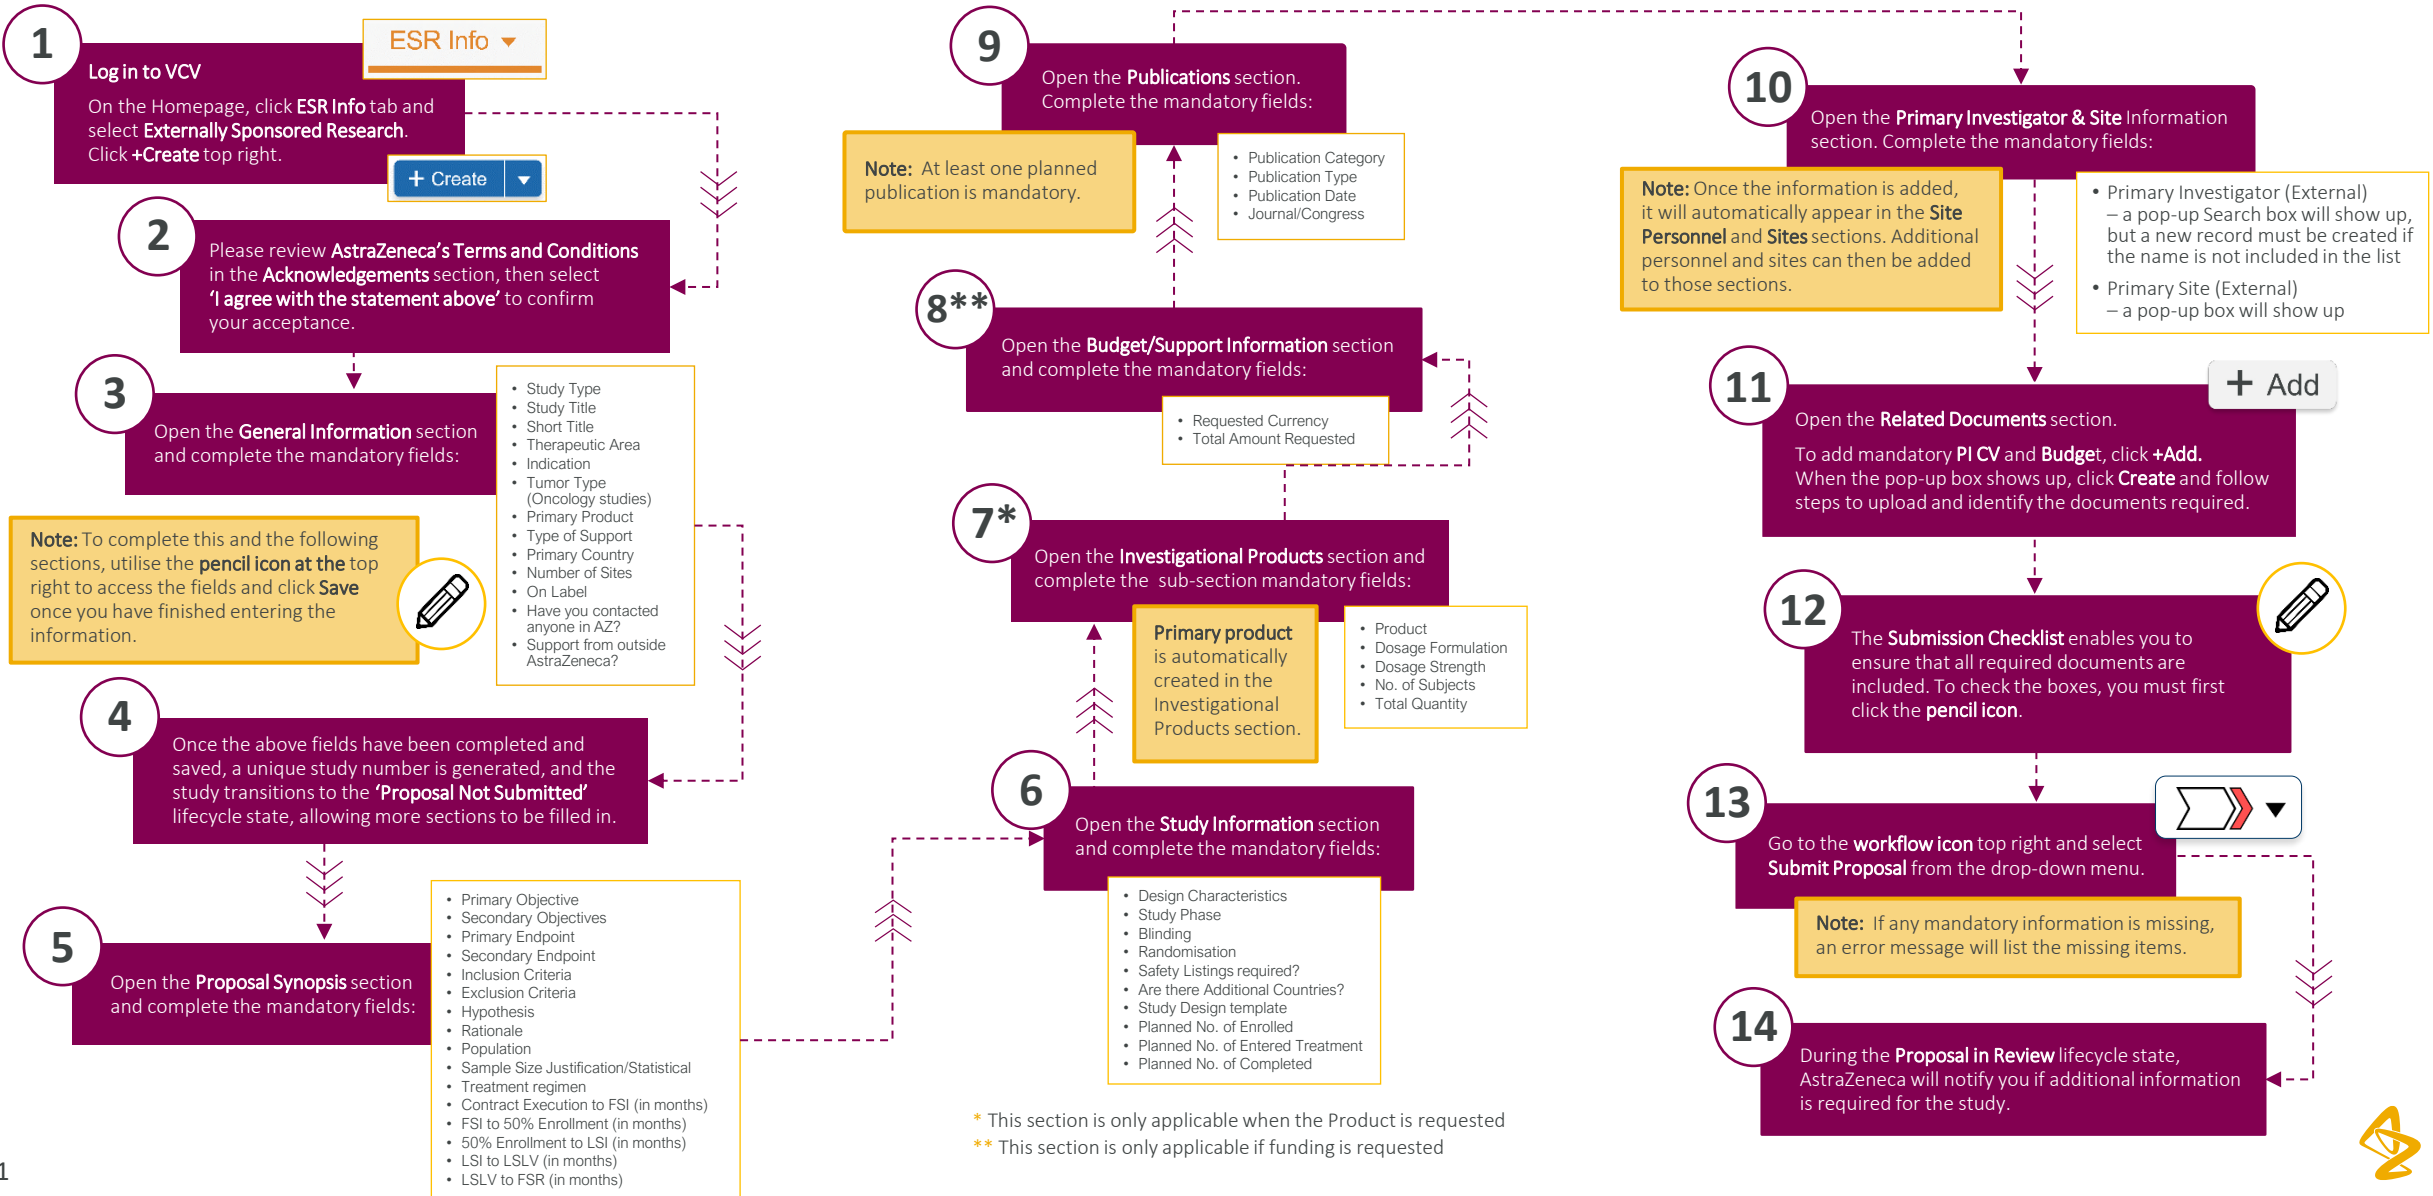 1
ESR Info
Log in to VCV
On the Homepage, click ESR Info tab and
select Externally Sponsored Research.
Click +Create top right.
+ Create
2
Please review AstraZeneca's Terms and Conditions
in the Acknowledgements section, then select
‘I agree with the statement above’ to confirm
your acceptance.
3
Open the General Information section
and complete the mandatory fields:
• Study Type
• Study Title
• Short Title
• Therapeutic Area
• Indication
• Tumor Type
(Oncology studies)
• Primary Product
• Type of Support
• Primary Country
• Number of Sites
• On Label
• Have you contacted
anyone in AZ?
• Support from outside
AstraZeneca?
Note: To complete this and the following
sections, utilise the pencil icon at the top
right to access the fields and click Save
once you have finished entering the
information.
4
Once the above fields have been completed and
saved, a unique study number is generated, and the
study transitions to the ‘Proposal Not Submitted’
lifecycle state, allowing more sections to be filled in.
5
Open the Proposal Synopsis section
and complete the mandatory fields:
• Primary Objective
• Secondary Objectives
• Primary Endpoint
• Secondary Endpoint
• Inclusion Criteria
• Exclusion Criteria
• Hypothesis
• Rationale
• Population
• Sample Size Justification/Statistical
• Treatment regimen
• Contract Execution to FSI (in months)
• FSI to 50% Enrollment (in months)
• 50% Enrollment to LSI (in months)
• LSI to LSLV (in months)
• LSLV to FSR (in months)
6
Open the Study Information section
and complete the mandatory fields:
• Design Characteristics
• Study Phase
• Blinding
• Randomisation
• Safety Listings required?
• Are there Additional Countries?
• Study Design template
• Planned No. of Enrolled
• Planned No. of Entered Treatment
• Planned No. of Completed
7*
Open the Investigational Products section and
complete the sub-section mandatory fields:
Primary product
is automatically
created in the
Investigational
Products section.
• Product
• Dosage Formulation
• Dosage Strength
• No. of Subjects
• Total Quantity
8**
Open the Budget/Support Information section
and complete the mandatory fields:
• Requested Currency
• Total Amount Requested
9
Open the Publications section.
Complete the mandatory fields:
Note: At least one planned
publication is mandatory.
• Publication Category
• Publication Type
• Publication Date
• Journal/Congress
10
Open the Primary Investigator & Site Information
section. Complete the mandatory fields:
Note: Once the information is added,
it will automatically appear in the Site
Personnel and Sites sections. Additional
personnel and sites can then be added
to those sections.
• Primary Investigator (External)
– a pop-up Search box will show up,
but a new record must be created if
the name is not included in the list
• Primary Site (External)
– a pop-up box will show up
11
+ Add
Open the Related Documents section.
To add mandatory PI CV and Budget, click +Add.
When the pop-up box shows up, click Create and follow
steps to upload and identify the documents required.
12
The Submission Checklist enables you to
ensure that all required documents are
included. To check the boxes, you must first
click the pencil icon.
13
Go to the workflow icon top right and select
Submit Proposal from the drop-down menu.
Note: If any mandatory information is missing,
an error message will list the missing items.
14
During the Proposal in Review lifecycle state,
AstraZeneca will notify you if additional information
is required for the study.
* This section is only applicable when the Product is requested
** This section is only applicable if funding is requested
1